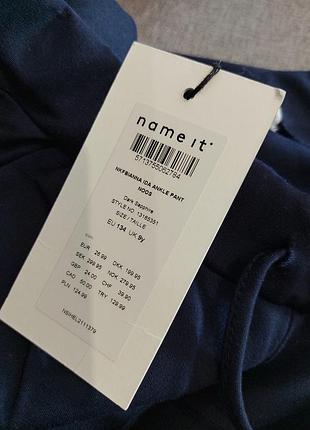 name it®
5713755062784
NKFBIANNA IDA ANKLE PANT
NOOS
Dark Sapphire
STYLE NO. 13185351
SIZE / TAILLE
EU 134 UK 9y
EUR 26.99 DKK 199.95
SEK 299.95 NOK 279.95
GBP 24.00 CHF 39.90
CAD 50.00 TRY 129.99
PLN 124.99